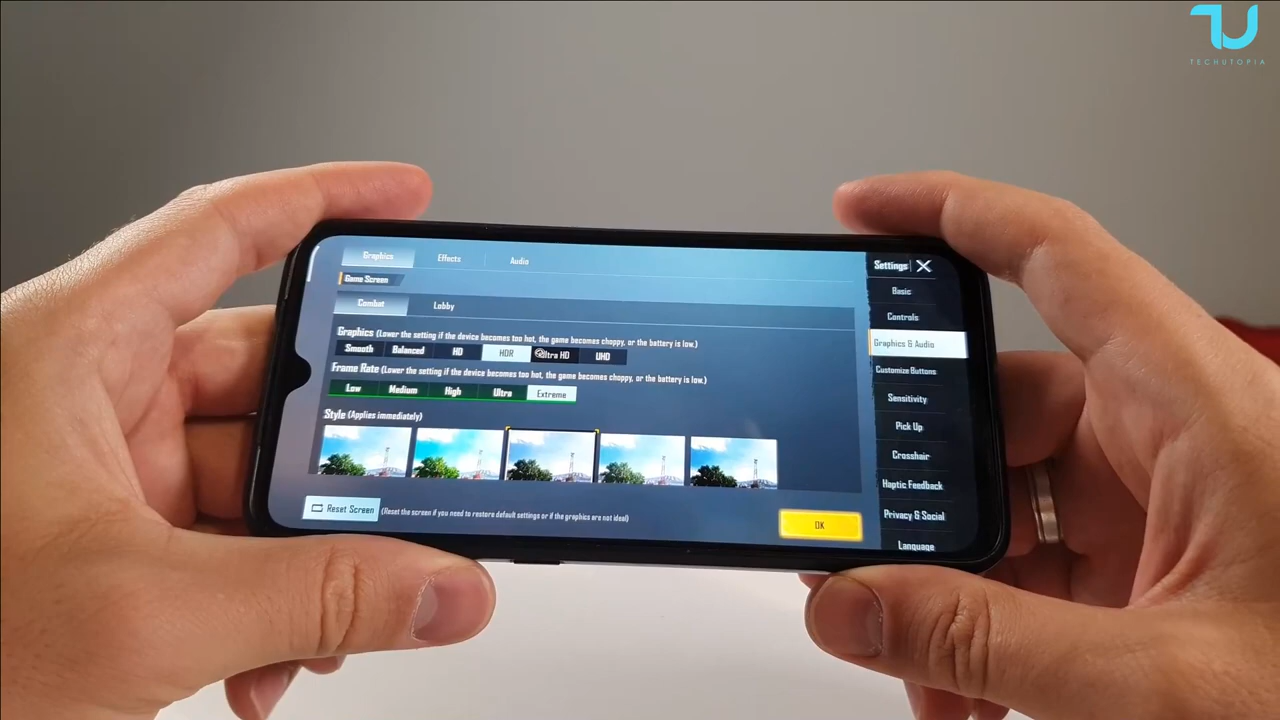 TU
TECHUTOPIA
Graphics Effects Audio
Settings
Game Screen
Basic
Combat Lobby
Controls
Graphics (Lower the setting if the device becomes too hot, the game becomes choppy, or the battery is low.)
Graphics & Audio
Smooth Balanced HD HDR Ultra HD UHD
Frame Rate (Lower the setting if the device becomes too hot, the game becomes choppy, or the battery is low.)
Customize Buttons
Low Medium High Ultra Extreme
Sensitivity
Style (Applies immediately)
Pick Up
Crosshair
Haptic Feedback
Reset Screen (Reset the screen if you need to restore default settings or if the graphics are not ideal)
OK
Privacy & Social
Language